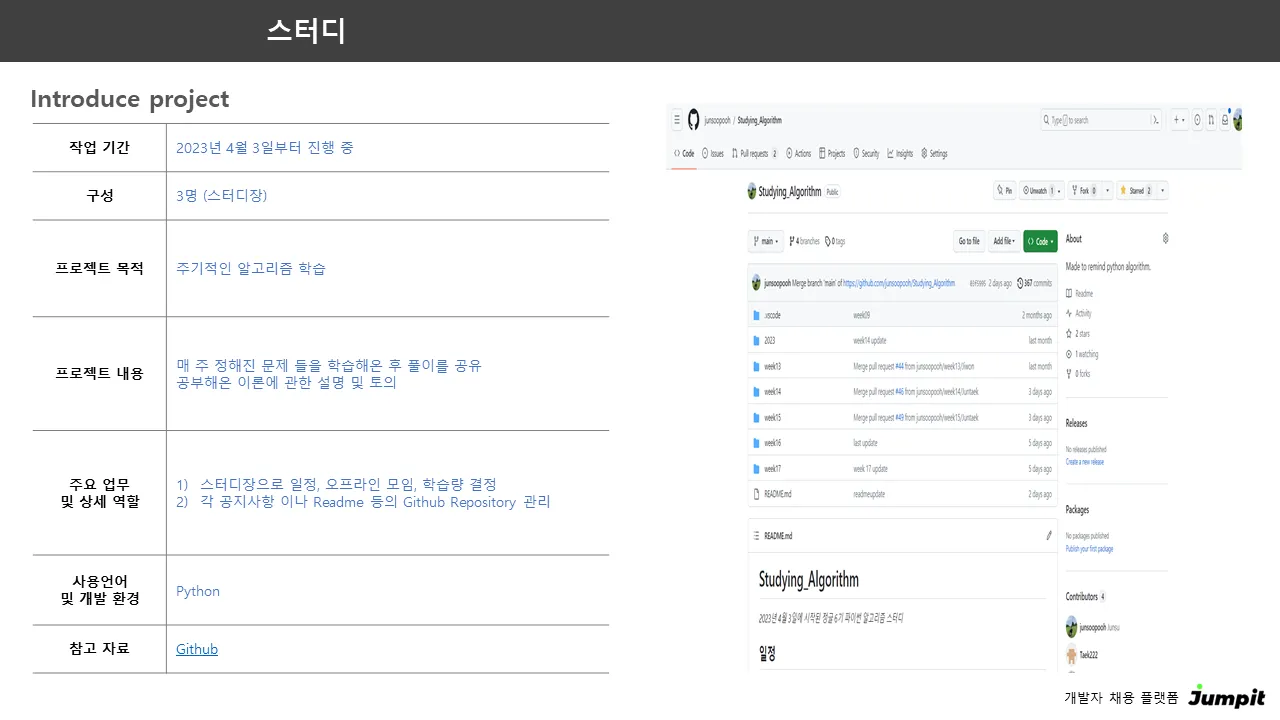 스터디
Introduce project
작업 기간
2023년 4월 3일부터 진행 중
구성
3명 (스터디장)
프로젝트 목적
주기적인 알고리즘 학습
프로젝트 내용
매 주 정해진 문제 들을 학습해온 후 풀이를 공유
공부해온 이론에 관한 설명 및 토의
주요 업무
및 상세 역할
1) 스터디장으로 일정, 오프라인 모임, 학습량 결정
2) 각 공지사항 이나 Readme 등의 Github Repository 관리
사용언어
및 개발 환경
Python
참고 자료
Github
junsoopooh / Studying_Algorithm
Type / to search
Code Issues Pull requests 2 Actions Projects Security Insights Settings
Studying_Algorithm Public
Pin Unwatch 1 Fork 0 Starred 2
main 4 branches 0 tags
Go to file Add file Code
junsoopooh Merge branch 'main' of https://github.com/junsoopooh/Studying_Algorithm 2 days ago 367 commits
.vscode week09 2 months ago
2023 week14 update last month
week13 Merge pull request #44 from junsoopooh/week13/Jiwon last month
week14 Merge pull request #46 from junsoopooh/week14/Juntaek 3 days ago
week15 Merge pull request #49 from junsoopooh/week15/Juntaek 3 days ago
week16 last update 5 days ago
week17 week 17 update 5 days ago
README.md readmeupdate 2 days ago
README.md
Studying_Algorithm
2023년 4월 3일에 시작된 정글 6기 파이썬 알고리즘 스터디
일정
About
Made to remind python algorithm.
Readme
Activity
2 stars
1 watching
0 forks
Releases
No releases published
Create a new release
Packages
No packages published
Publish your first package
Contributors 4
junsoopooh Junsu
Taek222
개발자 채용 플랫폼 Jumpit